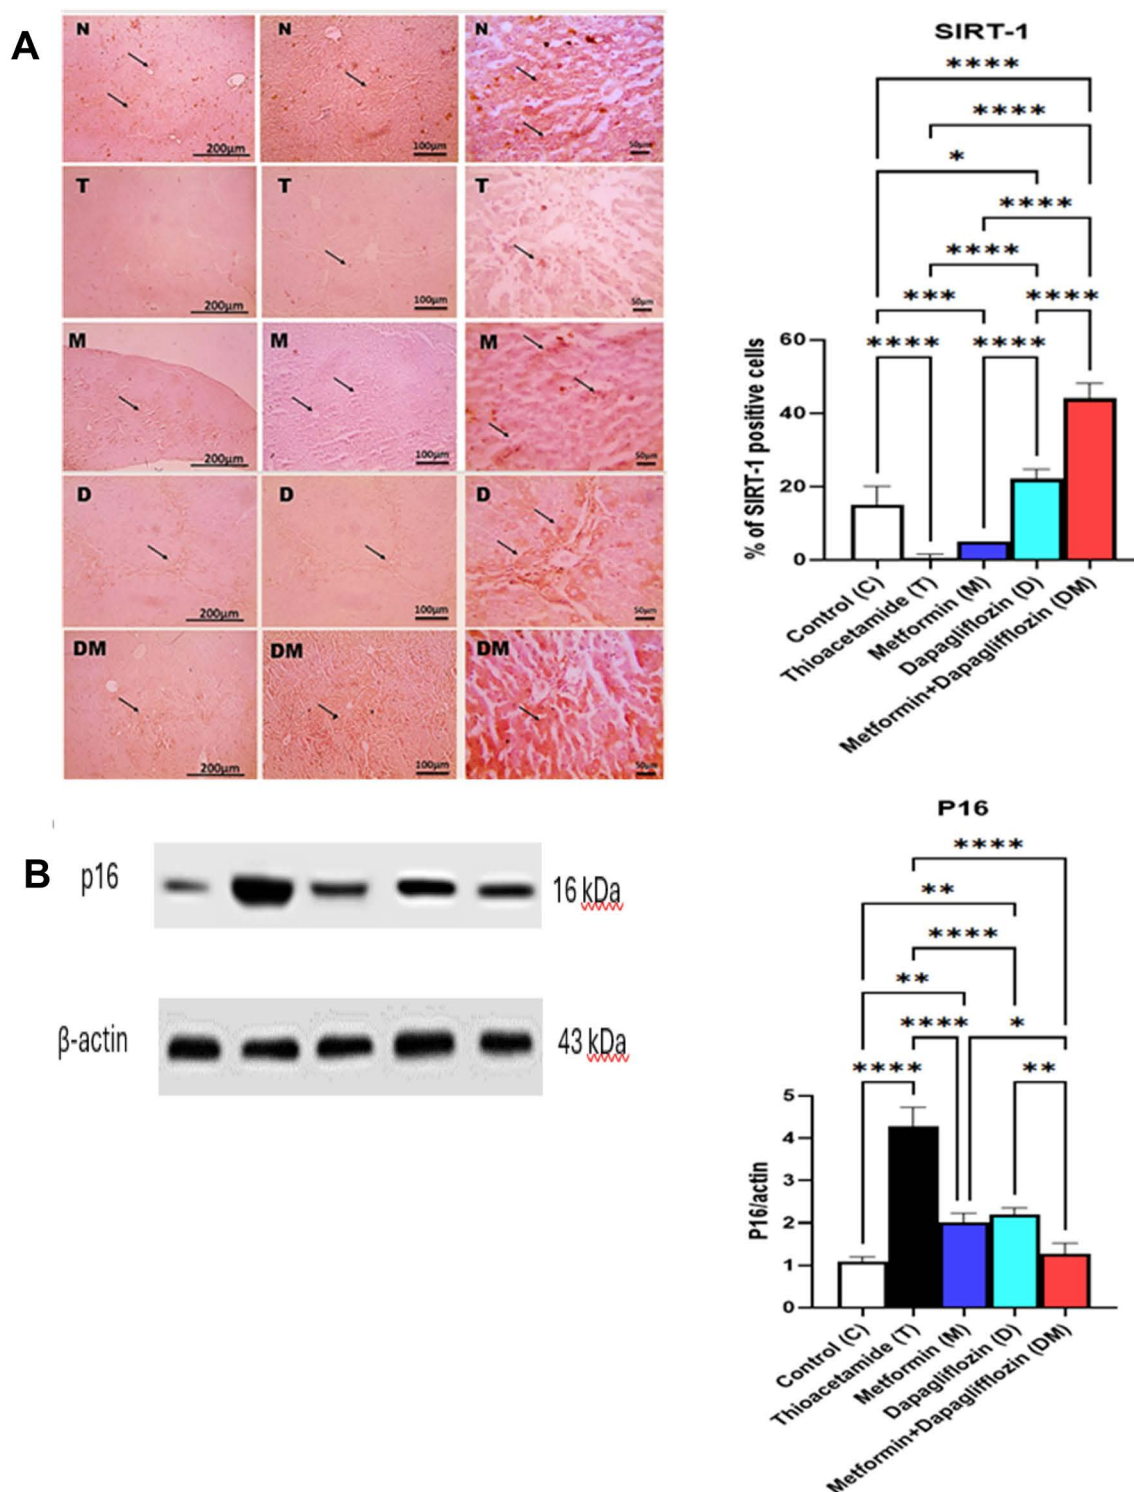 A
N
N
N
200µm
100µm
50µm
T
T
T
200µm
100µm
50µm
M
M
M
200µm
100µm
50µm
D
D
D
200µm
100µm
50µm
DM
DM
DM
200µm
100µm
50µm
SIRT-1
****
****
*
****
****
***
****
****
****
60
40
20
0
% of SIRT-1 positive cells
Control (C)
Thioacetamide (T)
Metformin (M)
Dapagliflozin (D)
Metformin+Dapaglifflozin (DM)
B
p16
16 kDa
β-actin
43 kDa
P16
****
**
****
**
****
*
****
**
5
4
3
2
1
0
P16/actin
Control (C)
Thioacetamide (T)
Metformin (M)
Dapagliflozin (D)
Metformin+Dapaglifflozin (DM)